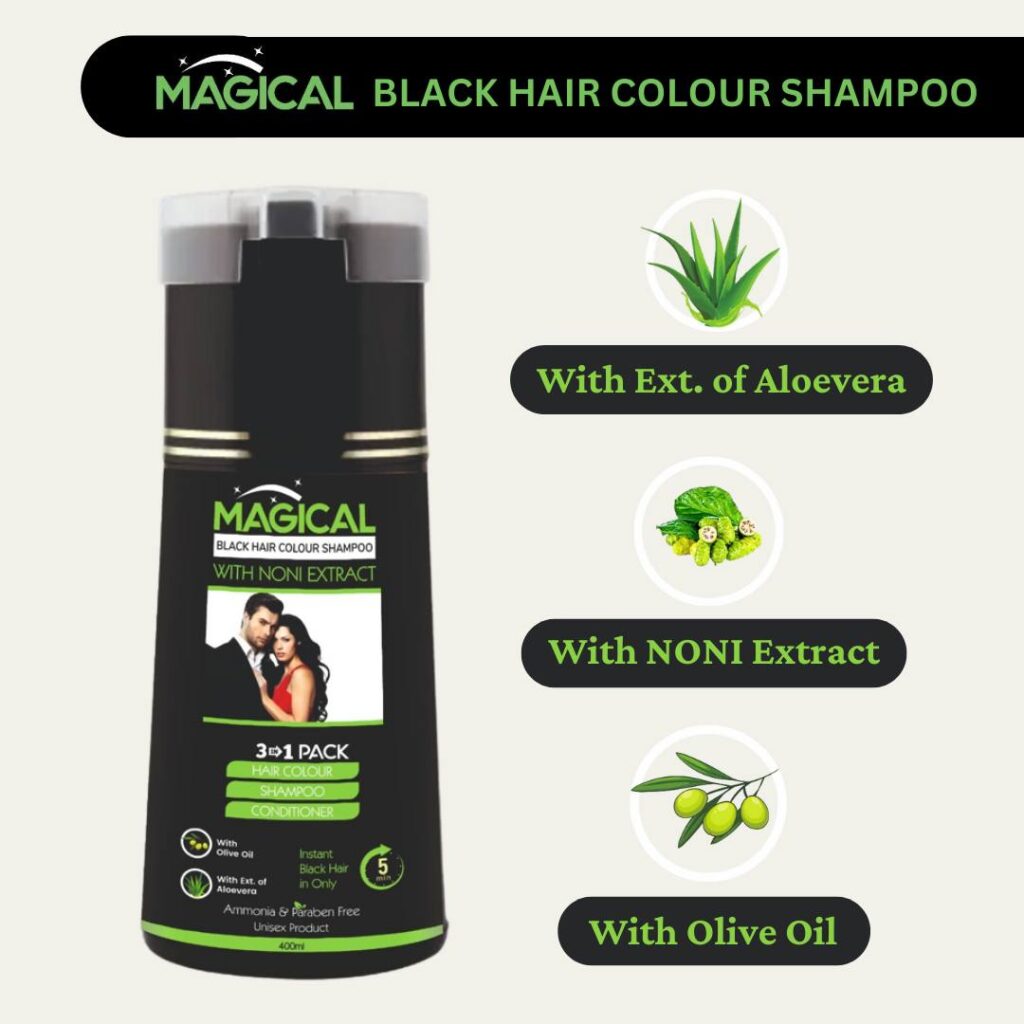 MAGICAL BLACK HAIR COLOUR SHAMPOO
With Ext. of Aloevera
With NONI Extract
With Olive Oil
MAGICAL
BLACK HAIR COLOUR SHAMPOO
WITH NONI EXTRACT
3 IN 1 PACK
HAIR COLOUR
SHAMPOO
CONDITIONER
With
Olive Oil
With Ext. of
Aloevera
Instant
Black Hair
in Only
5
min
Ammonia & Paraben Free
Unisex Product
400ml